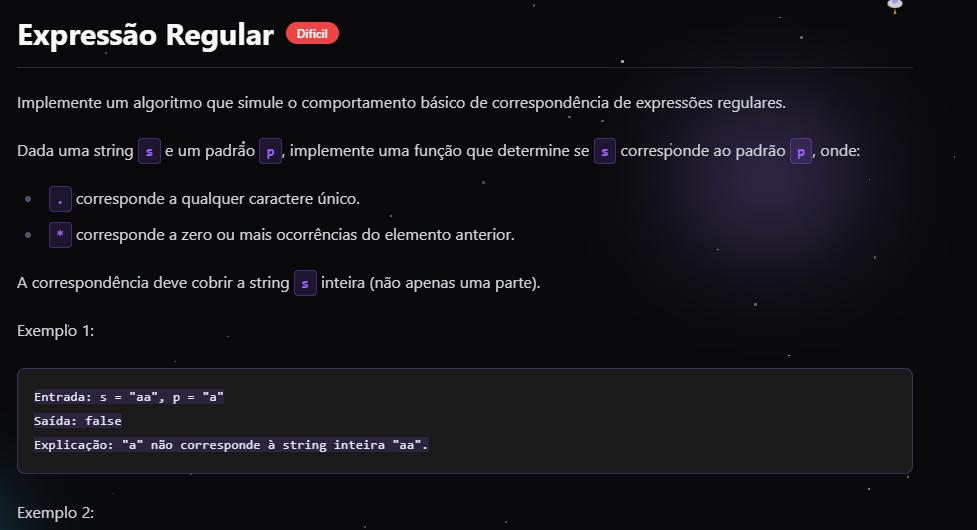 Expressão Regular Difícil
Implemente um algoritmo que simule o comportamento básico de correspondência de expressões regulares.
Dada uma string s e um padrão p, implemente uma função que determine se s corresponde ao padrão p, onde:
. corresponde a qualquer caractere único.
* corresponde a zero ou mais ocorrências do elemento anterior.
A correspondência deve cobrir a string s inteira (não apenas uma parte).
Exemplo 1:
Entrada: s = "aa", p = "a"
Saída: false
Explicação: "a" não corresponde à string inteira "aa".
Exemplo 2: